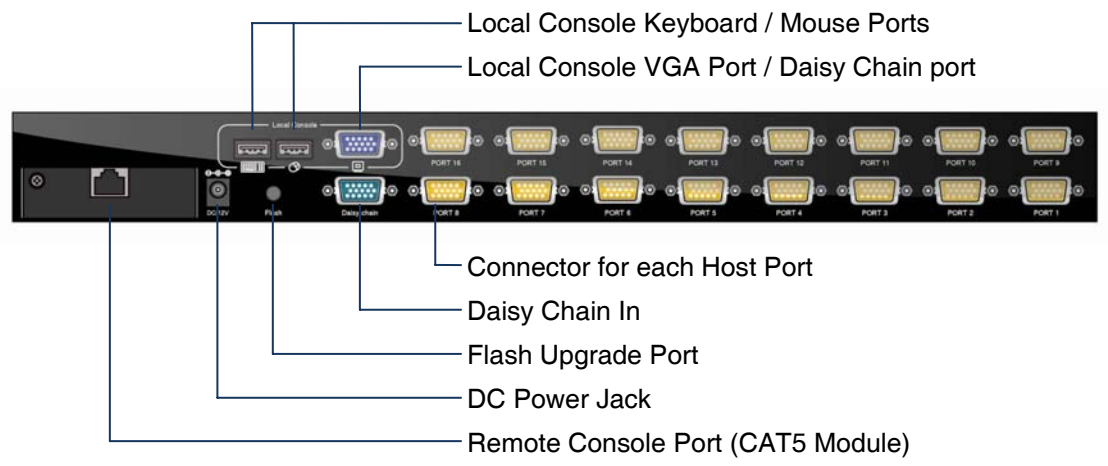 Local Console Keyboard / Mouse Ports
Local Console VGA Port / Daisy Chain port
Local Console
PORT 16
PORT 15
PORT 14
PORT 13
PORT 12
PORT 11
PORT 10
PORT 9
DC 12V
Flash
Daisy chain
PORT 8
PORT 7
PORT 6
PORT 5
PORT 4
PORT 3
PORT 2
PORT 1
Connector for each Host Port
Daisy Chain In
Flash Upgrade Port
DC Power Jack
Remote Console Port (CAT5 Module)